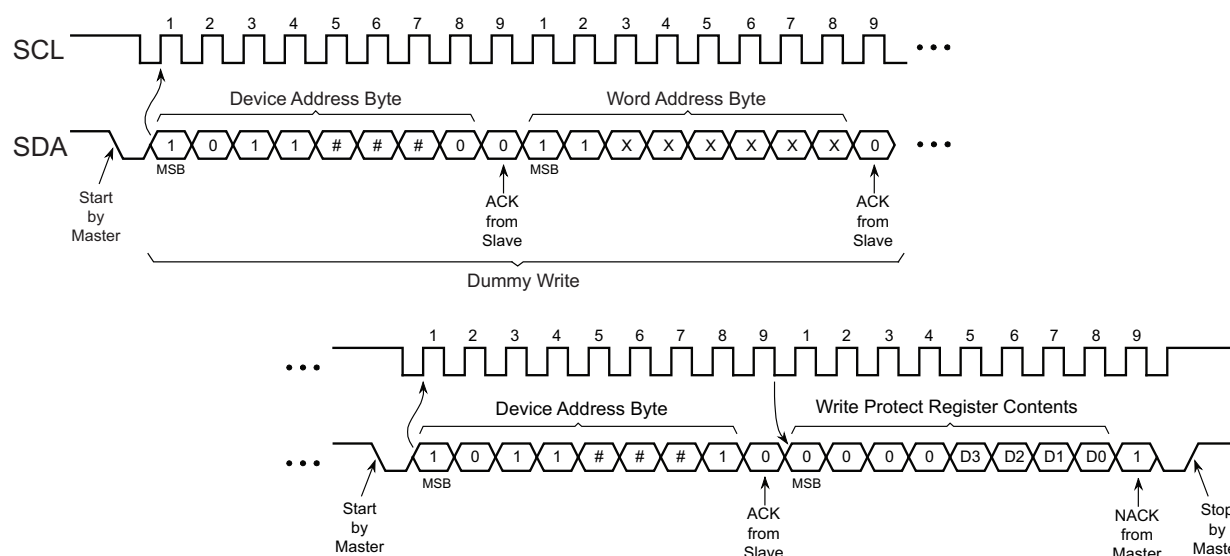 1 2 3 4 5 6 7 8 9 1 2 3 4 5 6 7 8 9
SCL
Device Address Byte Word Address Byte
SDA 1 0 1 1 # # # 0 0 1 1 X X X X X X 0
MSB MSB
Start
by
Master
ACK
from
Slave
ACK
from
Slave
Dummy Write
1 2 3 4 5 6 7 8 9 1 2 3 4 5 6 7 8 9
Device Address Byte Write Protect Register Contents
1 0 1 1 # # # 1 0 0 0 0 0 D3 D2 D1 D0 1
MSB MSB
Start
by
Master
ACK
from
Slave
NACK
from
Master
Stop
by
Master